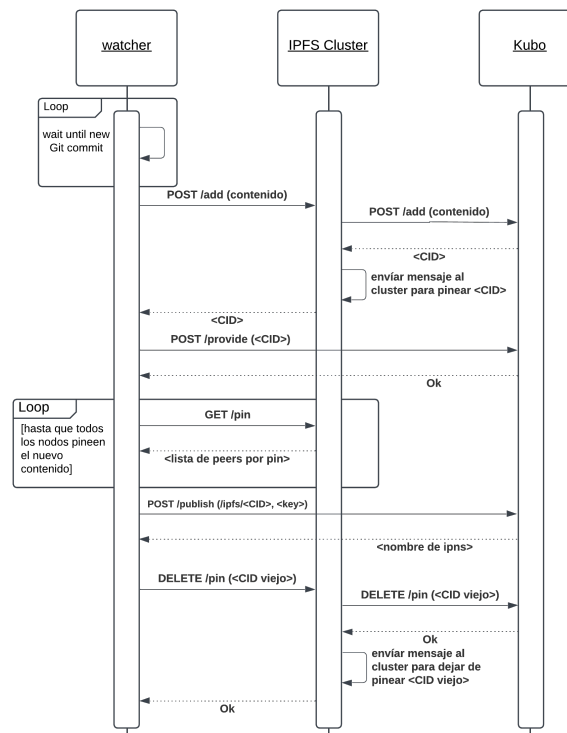 watcher
IPFS Cluster
Kubo
Loop
wait until new
Git commit
POST /add (contenido)
POST /add (contenido)
<CID>
envíar mensaje al
cluster para pinear <CID>
<CID>
POST /provide (<CID>)
Ok
Loop
[hasta que todos
los nodos pineen
el nuevo
contenido]
GET /pin
<lista de peers por pin>
POST /publish (/ipfs/<CID>, <key>)
<nombre de ipns>
DELETE /pin (<CID viejo>)
DELETE /pin (<CID viejo>)
Ok
envíar mensaje al
cluster para dejar de
pinear <CID viejo>
Ok